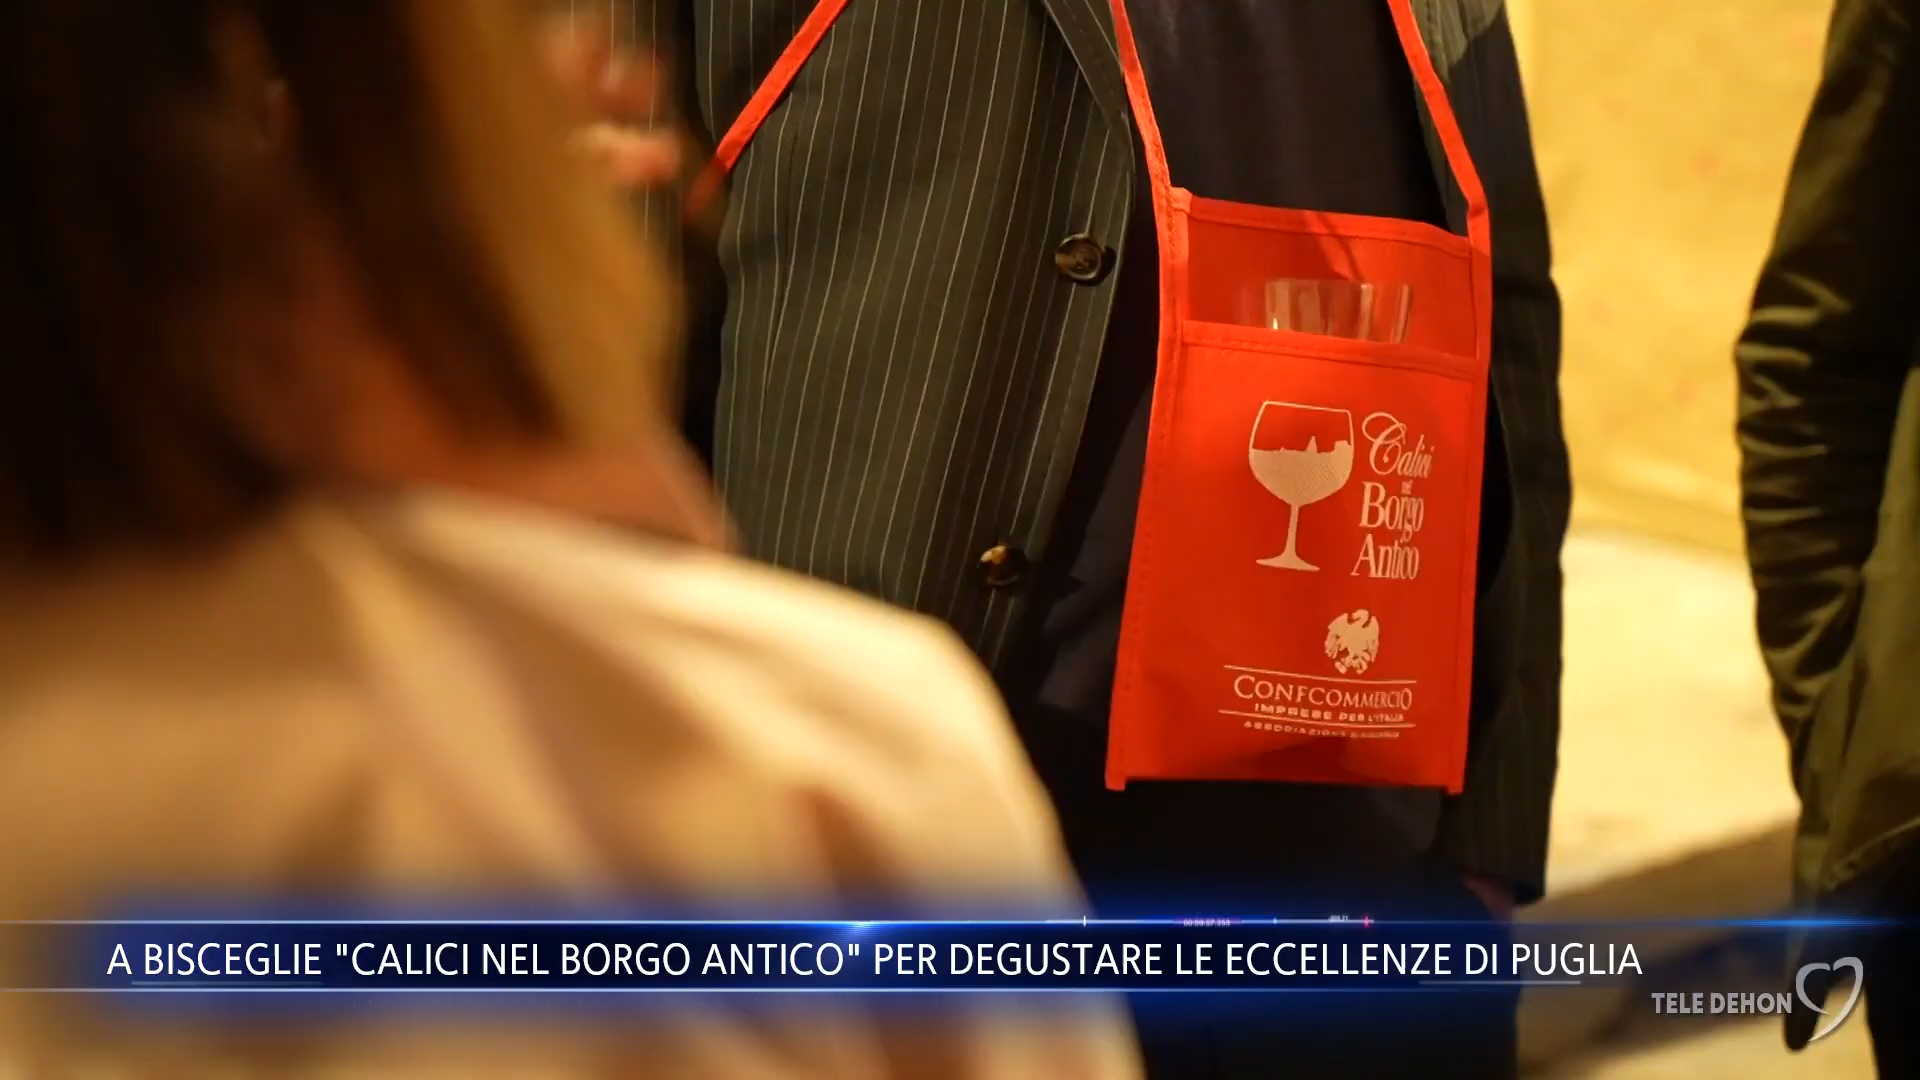 Calici
nel
Borgo
Antico
CONFCOMMERCIO
IMPRESE PER L'ITALIA
A BISCEGLIE "CALICI NEL BORGO ANTICO" PER DEGUSTARE LE ECCELLENZE DI PUGLIA
TELE DEHON